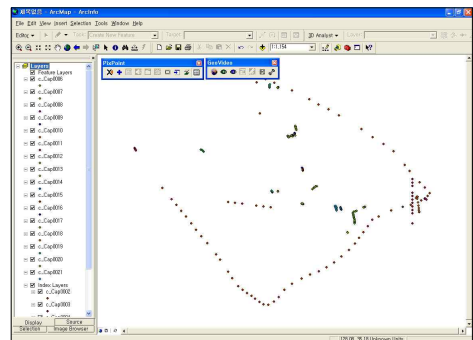 제목없음 - ArcMap - ArcInfo
File Edit View Insert Selection Tools Window Help
Editor Task: Create New Feature Target:
1:1,154 3D Analyst Layer:
Layers
Feature Layers
c_Cap0006
c_Cap0007
c_Cap0008
c_Cap0009
c_Cap0010
c_Cap0011
c_Cap0012
c_Cap0013
c_Cap0014
c_Cap0015
c_Cap0016
c_Cap0017
c_Cap0018
c_Cap0019
c_Cap0020
c_Cap0021
Index Layers
c_Cap0002
c_Cap0003
Display Source
Selection Image Browser
PixPoint
GeoVideo
Unknown Units